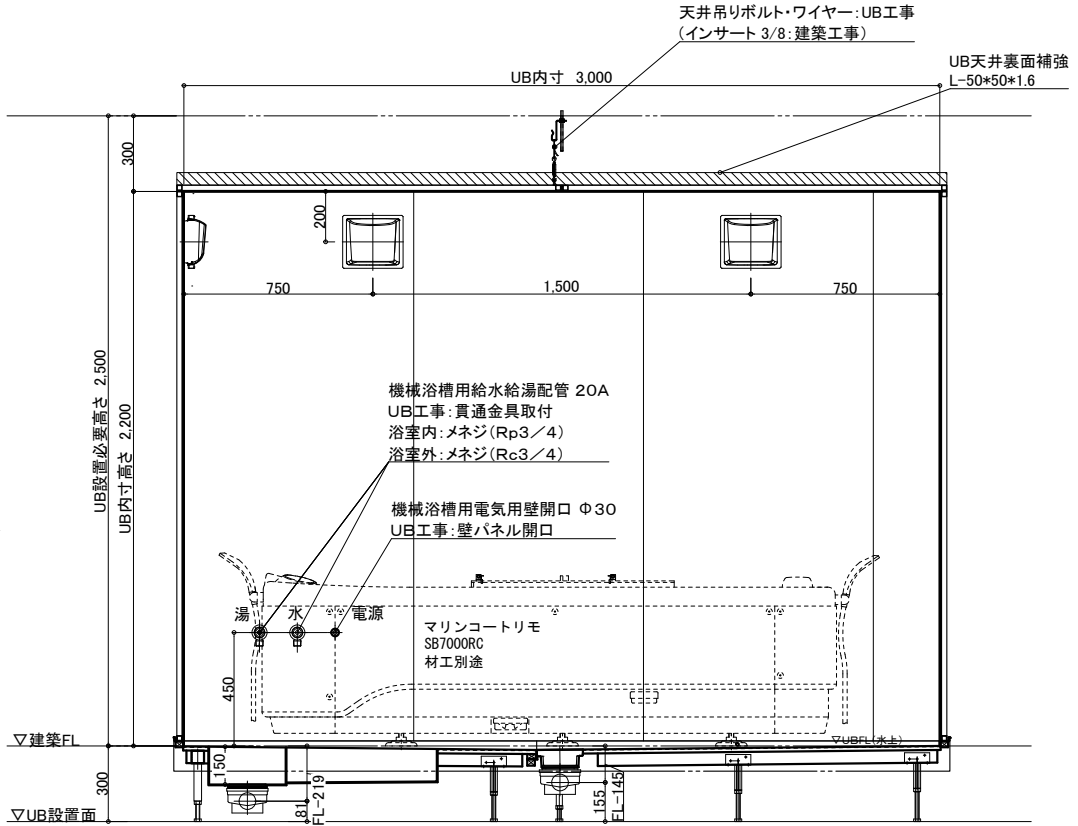 天井吊りボルト・ワイヤー：UB工事
（インサート 3/8：建築工事）
UB天井裏面補強
L-50*50*1.6
UB内寸 3,000
300
200
750
1,500
750
UB設置必要高さ 2,500
UB内寸高さ 2,200
機械浴槽用給水給湯配管 20A
UB工事：貫通金具取付
浴室内：メネジ(Rp3／4)
浴室外：メネジ(Rc3／4)
機械浴槽用電気用壁開口 Φ30
UB工事：壁パネル開口
湯
水
電源
マリンコートリモ
SB7000RC
材工別途
450
▽建築FL
▽UBFL(水上)
150
300
81
FL-219
155
FL-145
▽UB設置面